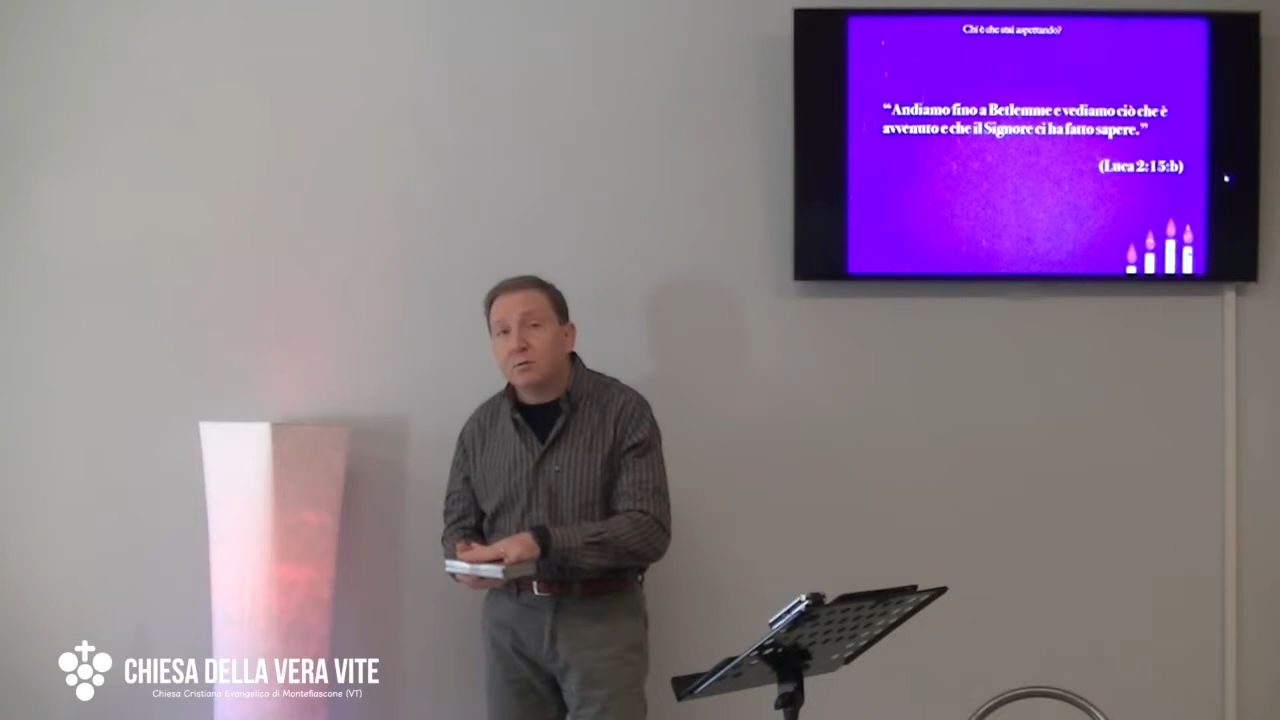 Chi è che stai aspettando?
“Andiamo fino a Betlemme e vediamo ciò che è
avvenuto e che il Signore ci ha fatto sapere.”
(Luca 2:15:b)
CHIESA DELLA VERA VITE
Chiesa Cristiana Evangelica di Montefiascone (VT)